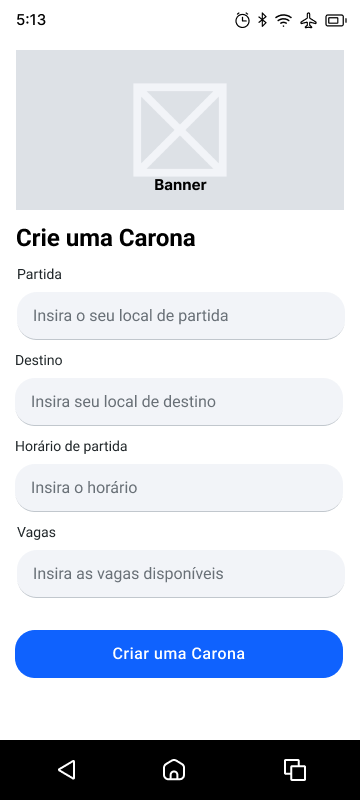 5:13
Banner
Crie uma Carona
Partida
Insira o seu local de partida
Destino
Insira seu local de destino
Horário de partida
Insira o horário
Vagas
Insira as vagas disponíveis
Criar uma Carona